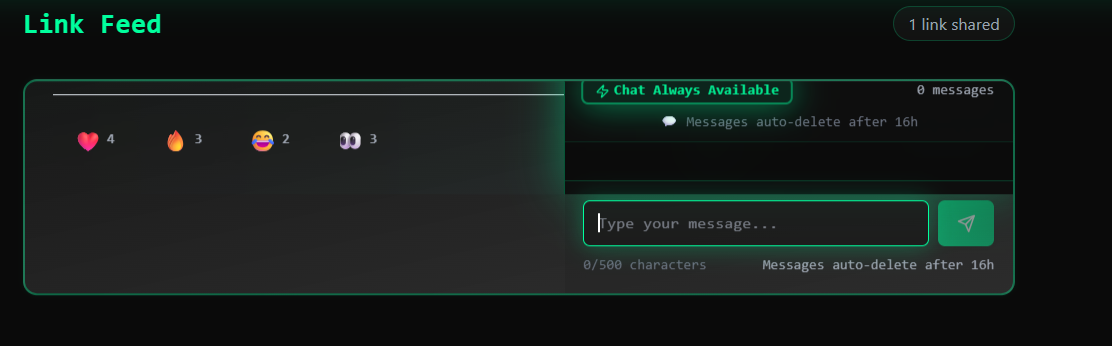 Link Feed
1 link shared
Chat Always Available
0 messages
Messages auto-delete after 16h
4
3
2
3
Type your message...
0/500 characters
Messages auto-delete after 16h